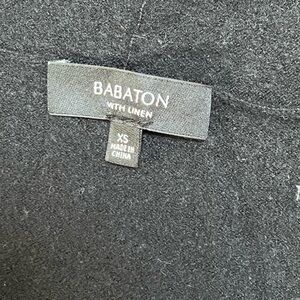 BABATON
WITH LINEN
XS
MADE IN
CHINA